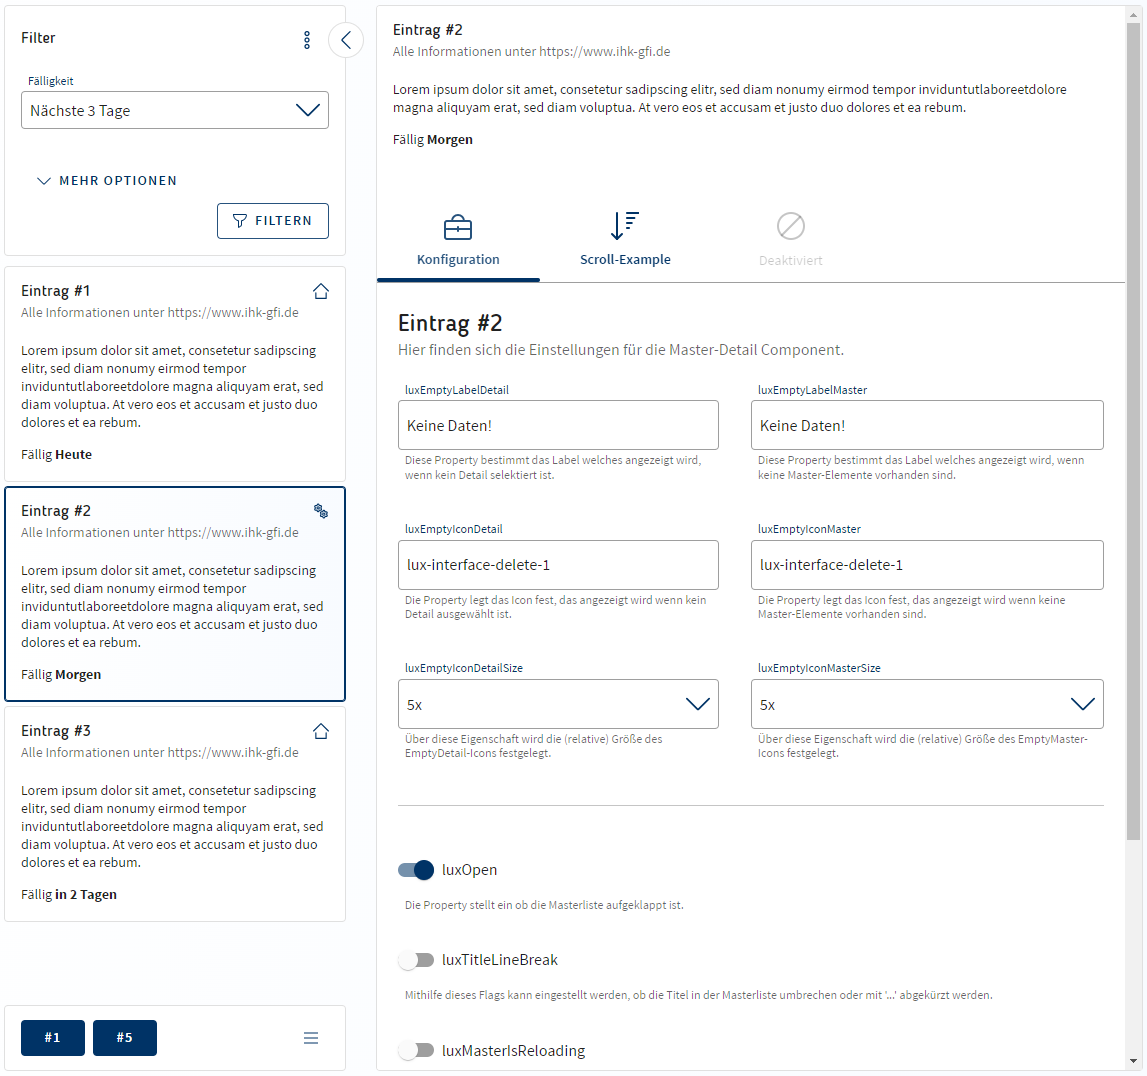 Filter
Fälligkeit
Nächste 3 Tage
MEHR OPTIONEN
FILTERN
Eintrag #1
Alle Informationen unter https://www.ihk-gfi.de
Lorem ipsum dolor sit amet, consetetur sadipscing
elitr, sed diam nonumy eirmod tempor
inviduntutlaboreetdolore magna aliquyam erat, sed
diam voluptua. At vero eos et accusam et justo duo
dolores et ea rebum.
Fällig Heute
Eintrag #2
Alle Informationen unter https://www.ihk-gfi.de
Lorem ipsum dolor sit amet, consetetur sadipscing
elitr, sed diam nonumy eirmod tempor
inviduntutlaboreetdolore magna aliquyam erat, sed
diam voluptua. At vero eos et accusam et justo duo
dolores et ea rebum.
Fällig Morgen
Eintrag #3
Alle Informationen unter https://www.ihk-gfi.de
Lorem ipsum dolor sit amet, consetetur sadipscing
elitr, sed diam nonumy eirmod tempor
inviduntutlaboreetdolore magna aliquyam erat, sed
diam voluptua. At vero eos et accusam et justo duo
dolores et ea rebum.
Fällig in 2 Tagen
#1 #5
Eintrag #2
Alle Informationen unter https://www.ihk-gfi.de
Lorem ipsum dolor sit amet, consetetur sadipscing elitr, sed diam nonumy eirmod tempor inviduntutlaboreetdolore
magna aliquyam erat, sed diam voluptua. At vero eos et accusam et justo duo dolores et ea rebum.
Fällig Morgen
Konfiguration Scroll-Example Deaktiviert
Eintrag #2
Hier finden sich die Einstellungen für die Master-Detail Component.
luxEmptyLabelDetail
Keine Daten!
Diese Property bestimmt das Label welches angezeigt wird,
wenn kein Detail selektiert ist.
luxEmptyLabelMaster
Keine Daten!
Diese Property bestimmt das Label welches angezeigt wird, wenn
keine Master-Elemente vorhanden sind.
luxEmptyIconDetail
lux-interface-delete-1
Die Property legt das Icon fest, das angezeigt wird wenn kein
Detail ausgewählt ist.
luxEmptyIconMaster
lux-interface-delete-1
Die Property legt das Icon fest, das angezeigt wird wenn keine
Master-Elemente vorhanden sind.
luxEmptyIconDetailSize
5x
Über diese Eigenschaft wird die (relative) Größe des
EmptyDetail-Icons festgelegt.
luxEmptyIconMasterSize
5x
Über diese Eigenschaft wird die (relative) Größe des EmptyMaster-
Icons festgelegt.
luxOpen
Die Property stellt ein ob die Masterliste aufgeklappt ist.
luxTitleLineBreak
Mithilfe dieses Flags kann eingestellt werden, ob die Titel in der Masterliste umbrechen oder mit '...' abgekürzt werden.
luxMasterIsReloading